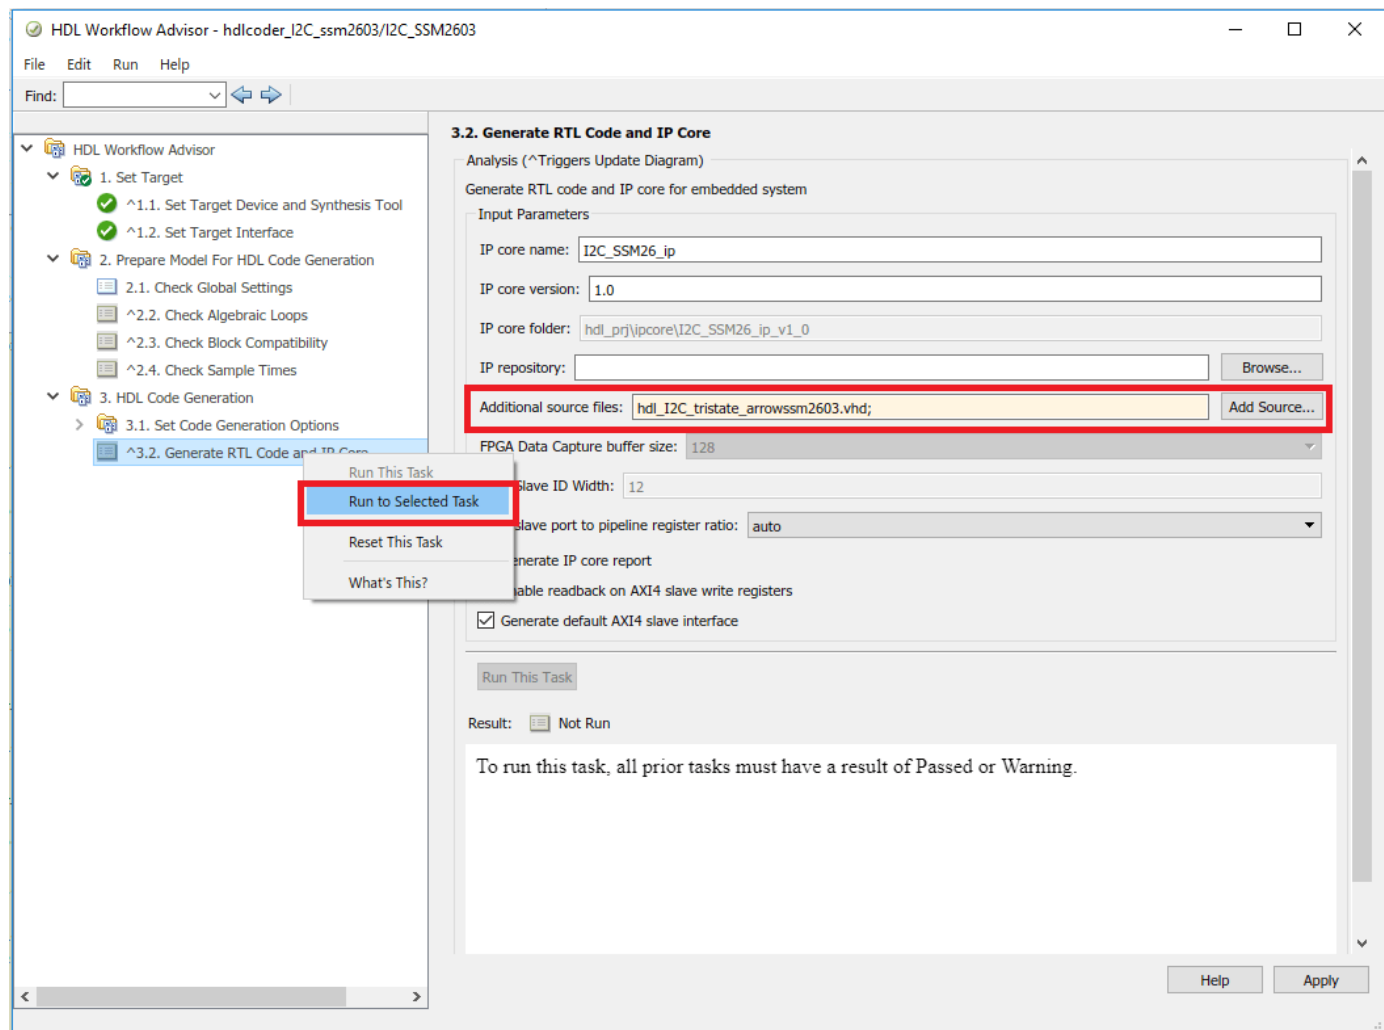 HDL Workflow Advisor - hdlcoder_I2C_ssm2603/I2C_SSM2603
File Edit Run Help
Find:
HDL Workflow Advisor
1. Set Target
^1.1. Set Target Device and Synthesis Tool
^1.2. Set Target Interface
2. Prepare Model For HDL Code Generation
2.1. Check Global Settings
^2.2. Check Algebraic Loops
^2.3. Check Block Compatibility
^2.4. Check Sample Times
3. HDL Code Generation
3.1. Set Code Generation Options
^3.2. Generate RTL Code and IP Core
Run This Task
Run to Selected Task
Reset This Task
What's This?
3.2. Generate RTL Code and IP Core
Analysis (^Triggers Update Diagram)
Generate RTL code and IP core for embedded system
Input Parameters
IP core name: I2C_SSM26_ip
IP core version: 1.0
IP core folder: hdl_prj\ipcore\I2C_SSM26_ip_v1_0
IP repository: Browse...
Additional source files: hdl_I2C_tristate_arrowssm2603.vhd; Add Source...
FPGA Data Capture buffer size: 128
Slave ID Width: 12
slave port to pipeline register ratio: auto
enerate IP core report
able readback on AXI4 slave write registers
Generate default AXI4 slave interface
Run This Task
Result: Not Run
To run this task, all prior tasks must have a result of Passed or Warning.
Help Apply